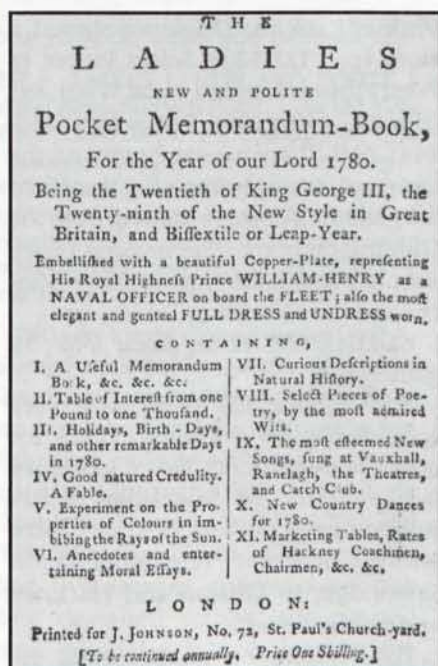 THE
LADIES
NEW AND POLITE
Pocket Memorandum-Book,
For the Year of our Lord 1780.
Being the Twentieth of King George III, the
Twenty-ninth of the New Style in Great
Britain, and Biſſextile or Leap-Year.
Embelliſhed with a beautiful Copper-Plate, repreſenting
His Royal Highneſs Prince WILLIAM-HENRY as a
NAVAL OFFICER on board the FLEET; alſo the moſt
elegant and genteel FULL DRESS and UNDRESS worn.
CONTAINING,
I. A Uſeful Memorandum
Book, &c. &c. &c.
II. Table of Intereſt from one
Pound to one Thouſand.
III. Holidays, Birth-Days,
and other remarkable Days
in 1780.
IV. Good natured Credulity.
A Fable.
V. Experiment on the Pro-
perties of Colours in im-
bibing the Rays of the Sun.
VI. Anecdotes and enter-
taining Moral Eſſays.
VII. Curious Deſcriptions in
Natural Hiſtory.
VIII. Select Pieces of Poe-
try, by the moſt admired
Wits.
IX. The moſt eſteemed New
Songs, ſung at Vauxhall,
Ranelagh, the Theatres,
and Catch Club.
X. New Country Dances
for 1780.
XI. Marketing Tables, Rates
of Hackney Coachmen,
Chairmen, &c. &c.
LONDON:
Printed for J. JOHNSON, No. 72, St. Paul's Church-yard.
[To be continued annually. Price One Shilling.]